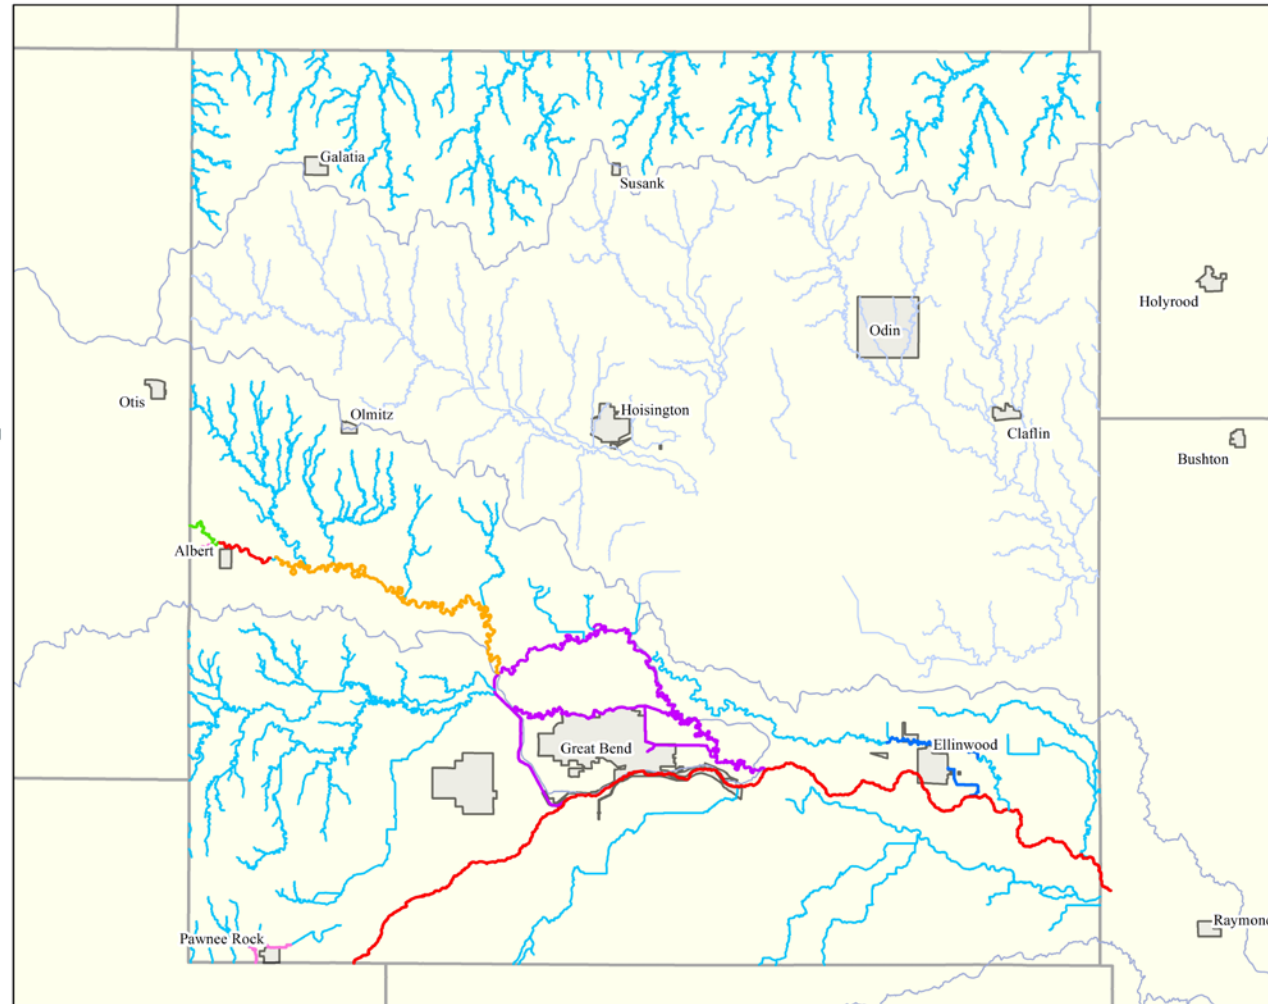 Galatia
Susank
Holyrood
Odin
Otis
Olmitz
Hoisington
Claflin
Bushton
Albert
Great Bend
Ellinwood
Pawnee Rock
Raymond